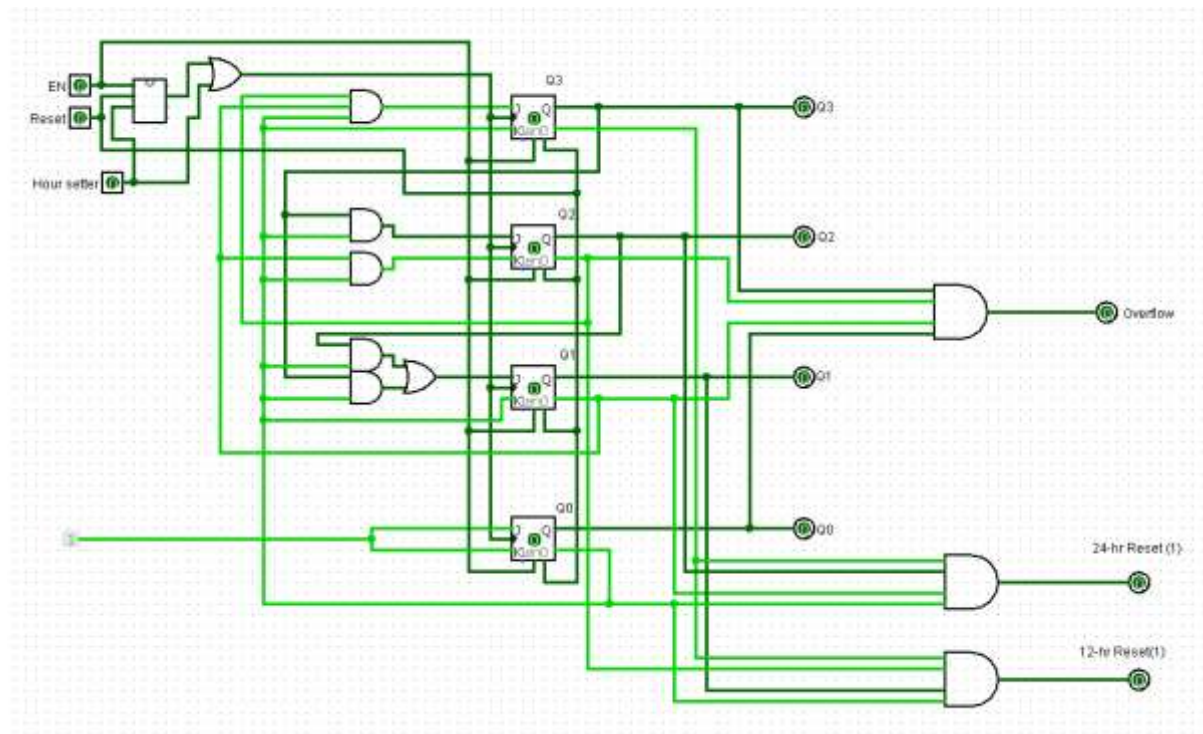 Q3
EN
Q3
Reset
J Q
Hour setter
Q2
Q2
J Q
Overflow
Q1
Q1
J Q
Q0
Q0
J Q
1
24-hr Reset (1)
12-hr Reset(1)